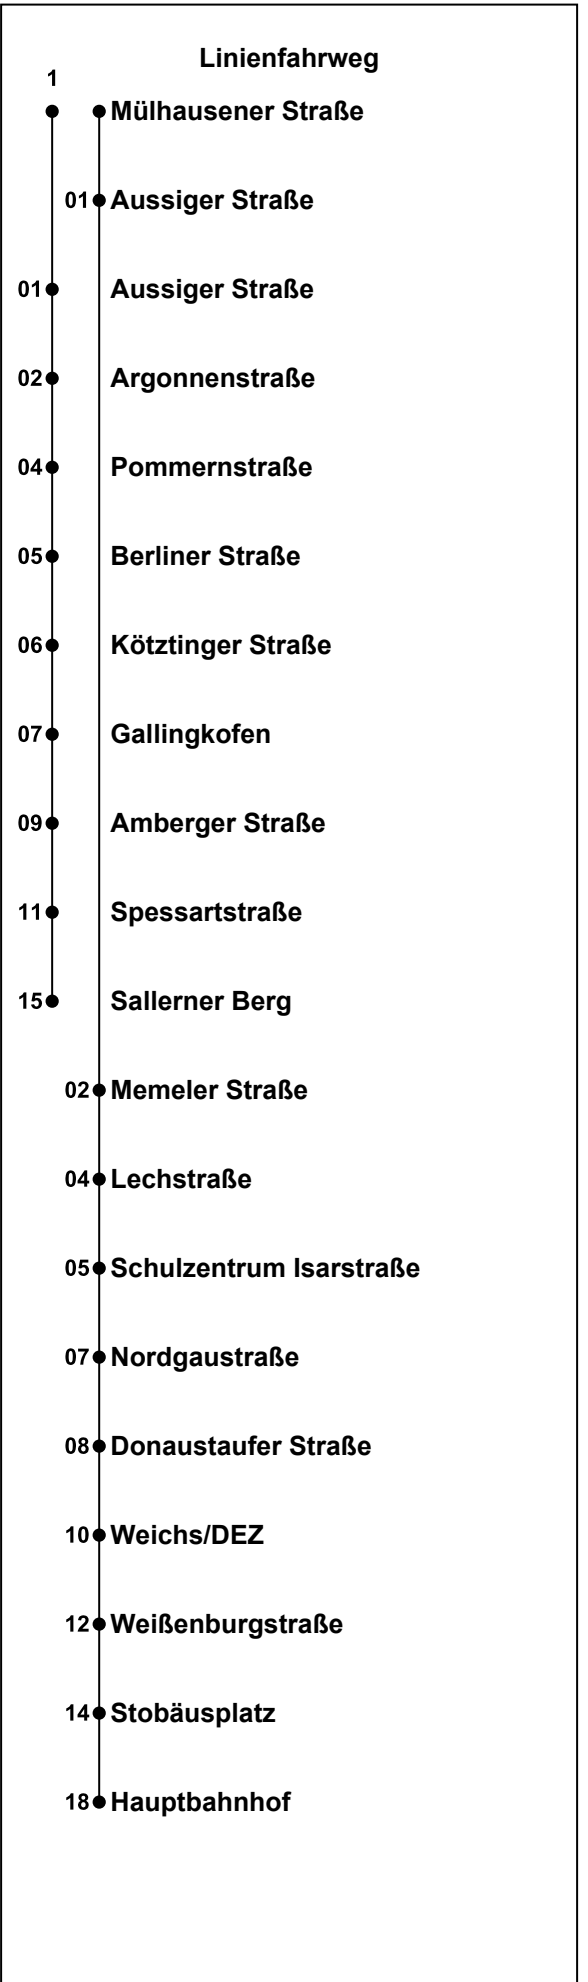 Linienfahrweg
1
Mülhausener Straße
01 Aussiger Straße
01 Aussiger Straße
02 Argonnenstraße
04 Pommernstraße
05 Berliner Straße
06 Kötztinger Straße
07 Gallingkofen
09 Amberger Straße
11 Spessartstraße
15 Sallerner Berg
02 Memeler Straße
04 Lechstraße
05 Schulzentrum Isarstraße
07 Nordgaustraße
08 Donaustaufer Straße
10 Weichs/DEZ
12 Weißenburgstraße
14 Stobäusplatz
18 Hauptbahnhof